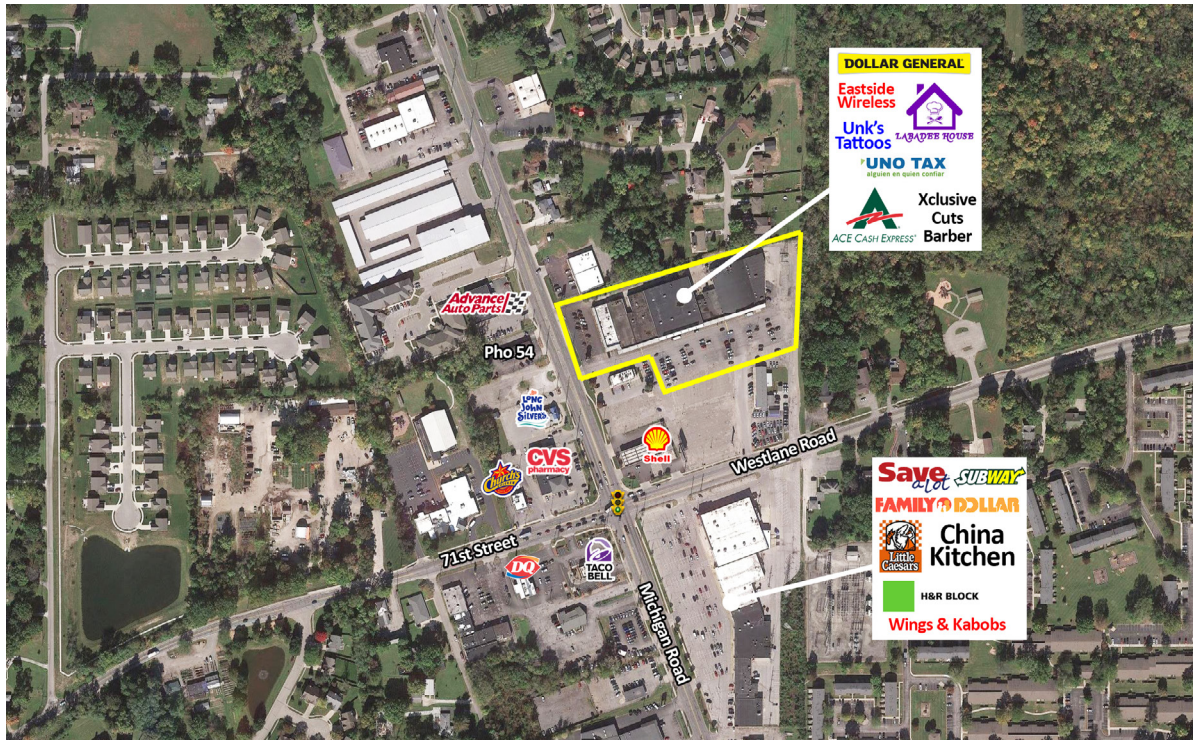 DOLLAR GENERAL
Eastside
Wireless
LABADEE HOUSE
Unk's
Tattoos
UNO TAX
alguien en quien confiar
ACE CASH EXPRESS
Xclusive
Cuts
Barber
Advance
Auto Parts
Pho 54
LONG
JOHN
SILVER'S
Shell
CVS
pharmacy
Church's
Westlane Road
71st Street
DQ
TACO
BELL
Michigan Road
Save
a lot
SUBWAY
FAMILY DOLLAR
Little
Caesars
China
Kitchen
H&R BLOCK
Wings & Kabobs